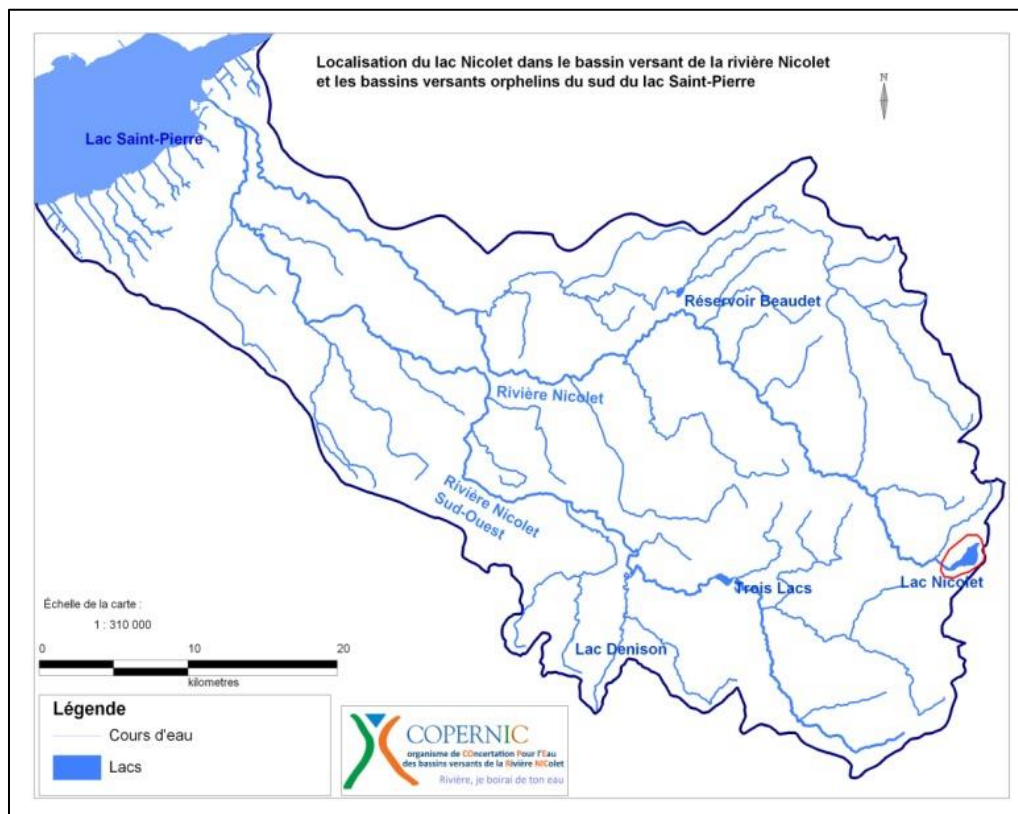 Localisation du lac Nicolet dans le bassin versant de la rivière Nicolet
et les bassins versants orphelins du sud du lac Saint-Pierre
N
Lac Saint-Pierre
Réservoir Beaudet
Rivière Nicolet
Rivière Nicolet
Sud-Ouest
Lac Nicolet
Trois Lacs
Lac Denison
Échelle de la carte :
1 : 310 000
0 10 20
kilometres
Légende
Cours d'eau
Lacs
COPERNIC
organisme de COncertation Pour l'Eau
des bassins versants de la Rivière NIColet
Rivière, je boirai de ton eau